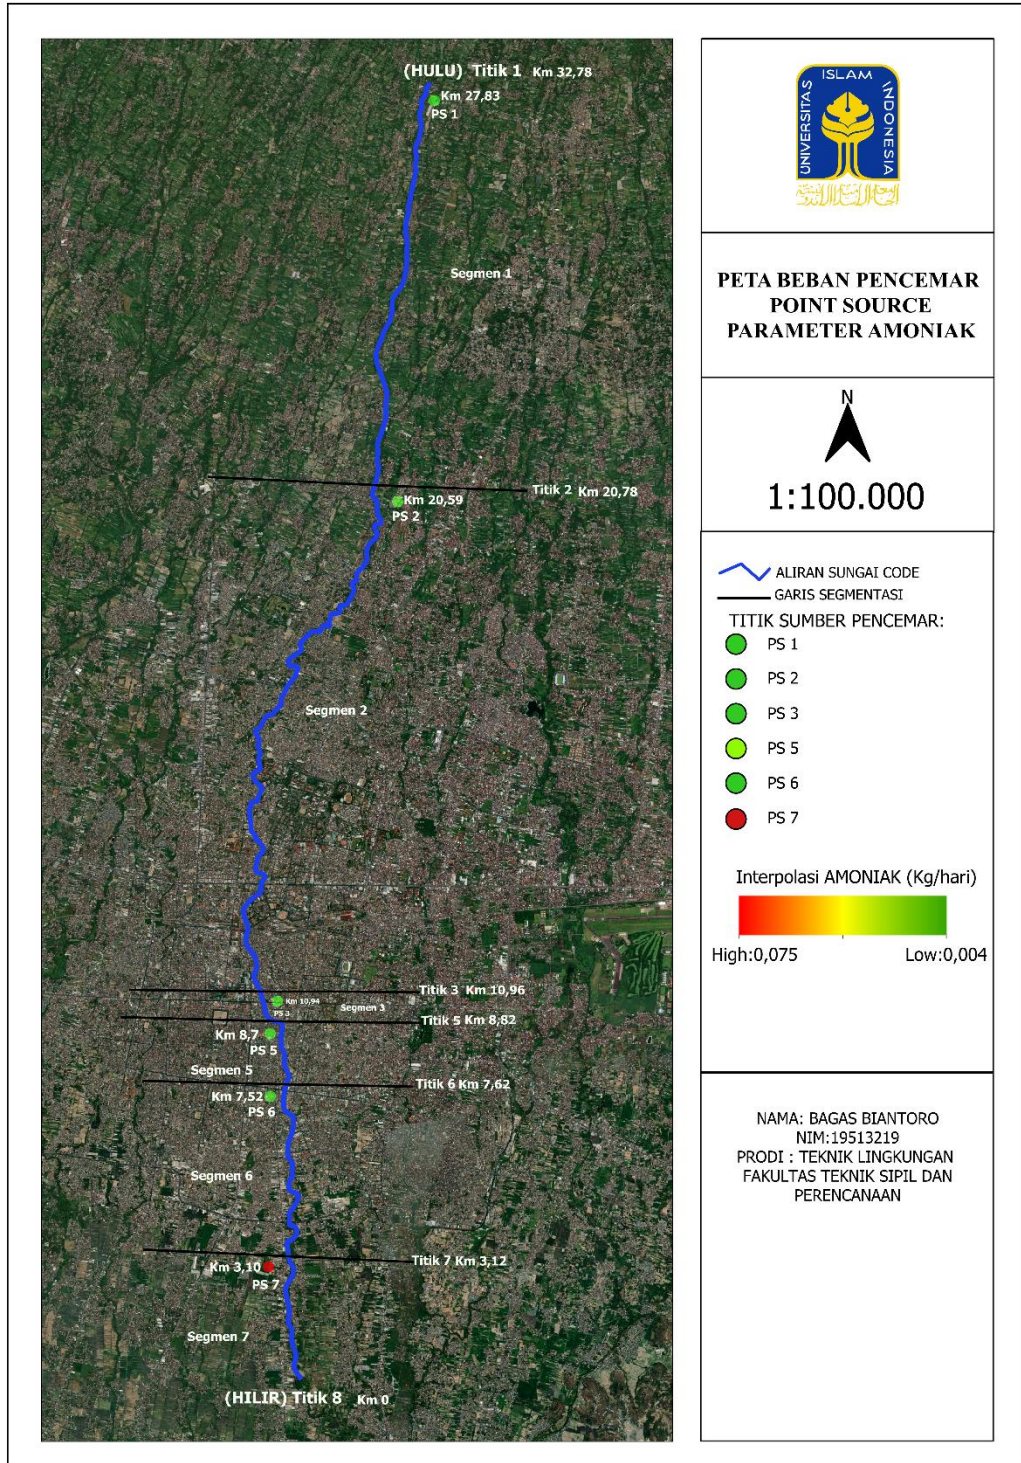 (HULU) Titik 1 Km 32,78
Km 27,83
PS 1
Segmen 1
Km 20,59
PS 2
Titik 2 Km 20,78
Segmen 2
Titik 3 Km 10,96
Km 10,94
PS 3
Segmen 3
Titik 5 Km 8,82
Km 8,7
PS 5
Segmen 5
Titik 6 Km 7,62
Km 7,52
PS 6
Segmen 6
Titik 7 Km 3,12
Km 3,10
PS 7
Segmen 7
(HILIR) Titik 8 Km 0
UNIVERSITAS ISLAM INDONESIA
PETA BEBAN PENCEMAR
POINT SOURCE
PARAMETER AMONIAK
N
1:100.000
ALIRAN SUNGAI CODE
GARIS SEGMENTASI
TITIK SUMBER PENCEMAR:
PS 1
PS 2
PS 3
PS 5
PS 6
PS 7
Interpolasi AMONIAK (Kg/hari)
High:0,075 Low:0,004
NAMA: BAGAS BIANTORO
NIM:19513219
PRODI : TEKNIK LINGKUNGAN
FAKULTAS TEKNIK SIPIL DAN
PERENCANAAN